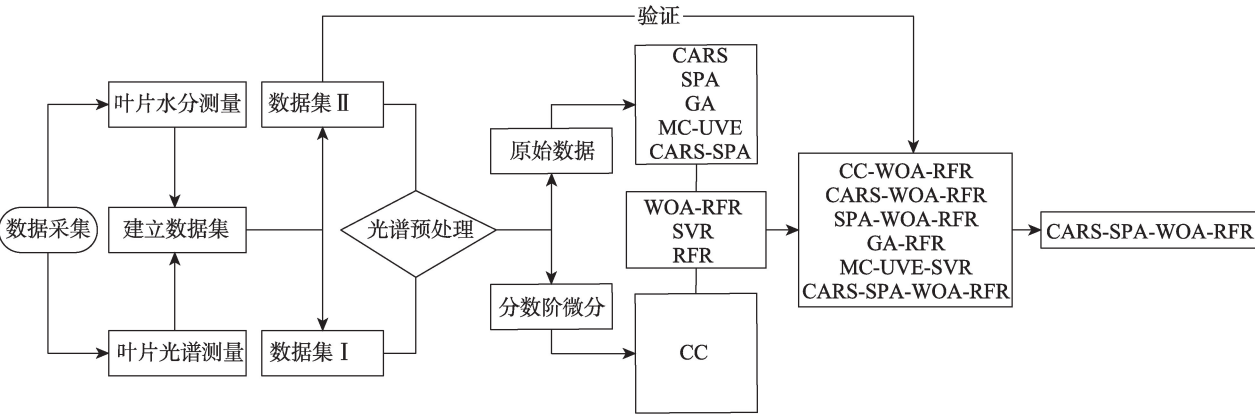 验证
叶片水分测量
数据集Ⅱ
CARS
SPA
GA
MC-UVE
CARS-SPA
原始数据
数据采集
建立数据集
光谱预处理
WOA-RFR
SVR
RFR
CC-WOA-RFR
CARS-WOA-RFR
SPA-WOA-RFR
GA-RFR
MC-UVE-SVR
CARS-SPA-WOA-RFR
CARS-SPA-WOA-RFR
分数阶微分
叶片光谱测量
数据集Ⅰ
CC